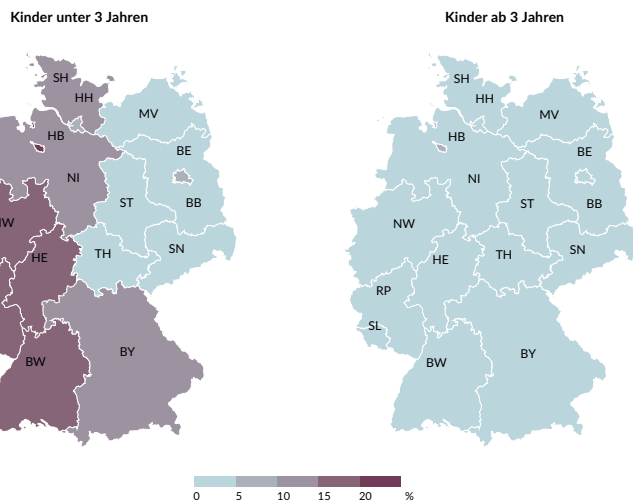 Kinder unter 3 Jahren
SH
HH
MV
HB
BE
NI
ST
BB
HE
TH
SN
BW
BY
Kinder ab 3 Jahren
SH
HH
MV
HB
BE
NI
ST
BB
NW
HE
TH
SN
RP
SL
BW
BY
0 5 10 15 20 %